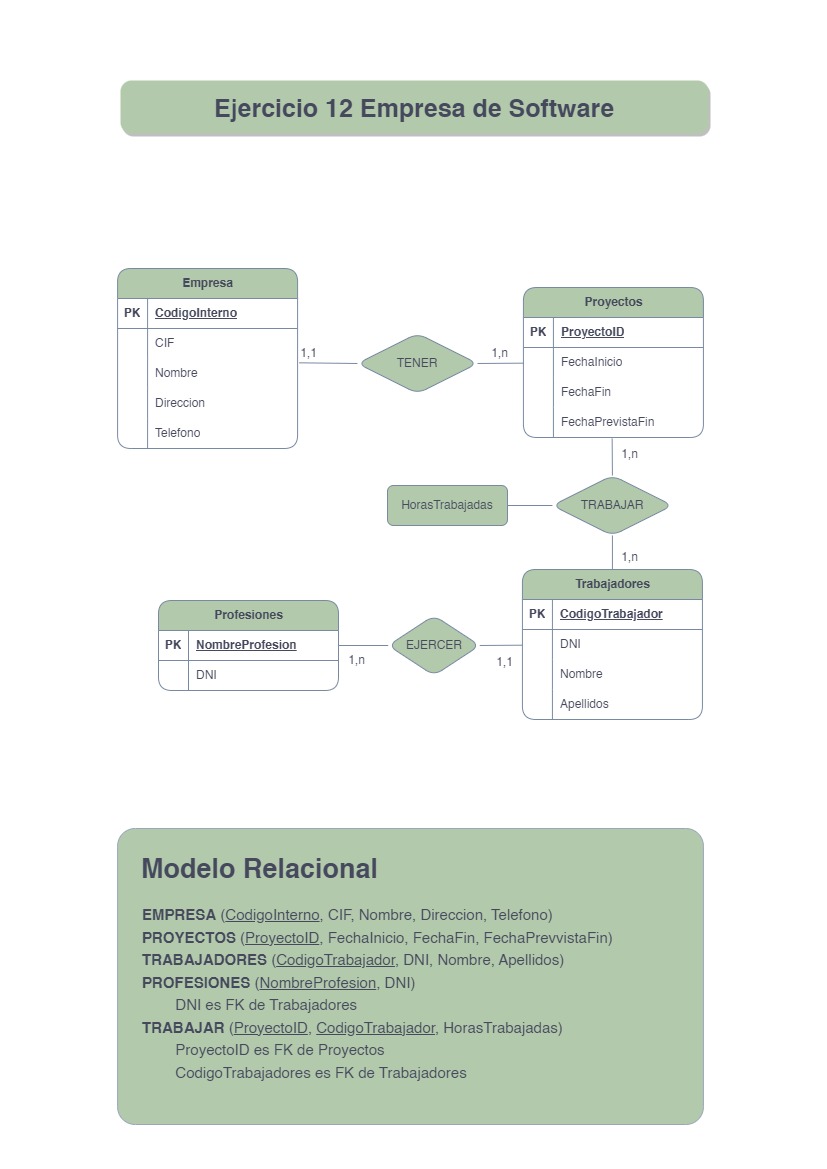 Ejercicio 12 Empresa de Software
Empresa
PK CodigoInterno
CIF
Nombre
Direccion
Telefono
1,1
TENER
1,n
Proyectos
PK ProyectoID
FechaInicio
FechaFin
FechaPrevistaFin
1,n
HorasTrabajadas
TRABAJAR
1,n
Trabajadores
PK CodigoTrabajador
DNI
Nombre
Apellidos
Profesiones
PK NombreProfesion
DNI
1,n
EJERCER
1,1
Modelo Relacional
EMPRESA (CodigoInterno, CIF, Nombre, Direccion, Telefono)
PROYECTOS (ProyectoID, FechaInicio, FechaFin, FechaPrevvistaFin)
TRABAJADORES (CodigoTrabajador, DNI, Nombre, Apellidos)
PROFESIONES (NombreProfesion, DNI)
DNI es FK de Trabajadores
TRABAJAR (ProyectoID, CodigoTrabajador, HorasTrabajadas)
ProyectoID es FK de Proyectos
CodigoTrabajadores es FK de Trabajadores